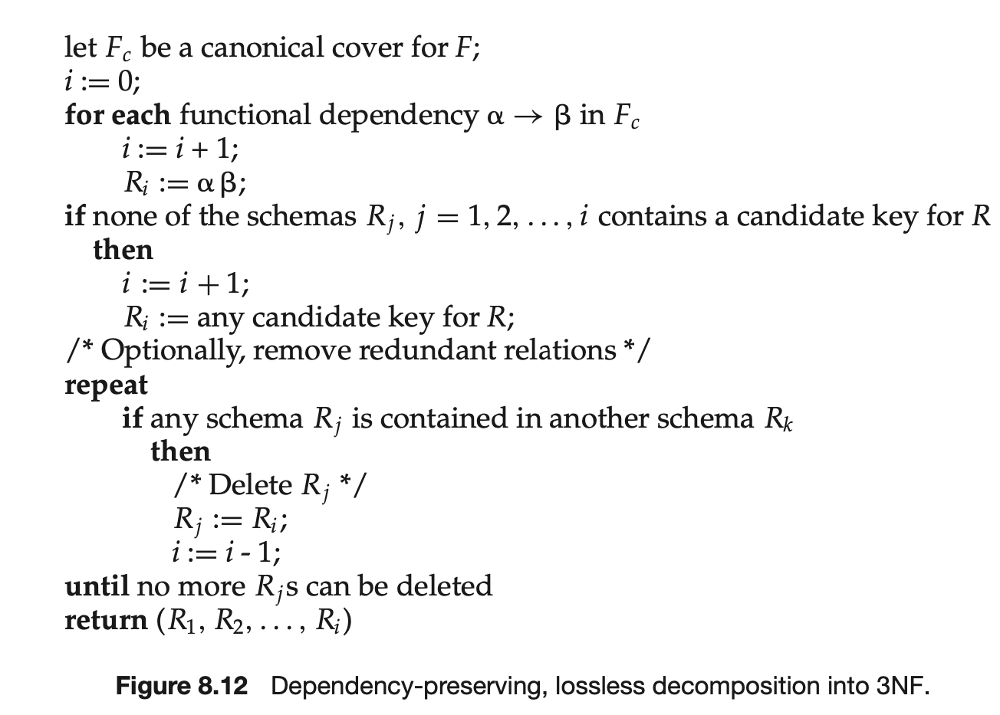 let Fc be a canonical cover for F;
i := 0;
for each functional dependency α → β in Fc
i := i + 1;
Ri := α β;
if none of the schemas Rj, j = 1, 2, . . . , i contains a candidate key for R
then
i := i + 1;
Ri := any candidate key for R;
/* Optionally, remove redundant relations */
repeat
if any schema Rj is contained in another schema Rk
then
/* Delete Rj */
Rj := Ri;
i := i - 1;
until no more Rjs can be deleted
return (R1, R2, . . . , Ri)
Figure 8.12 Dependency-preserving, lossless decomposition into 3NF.